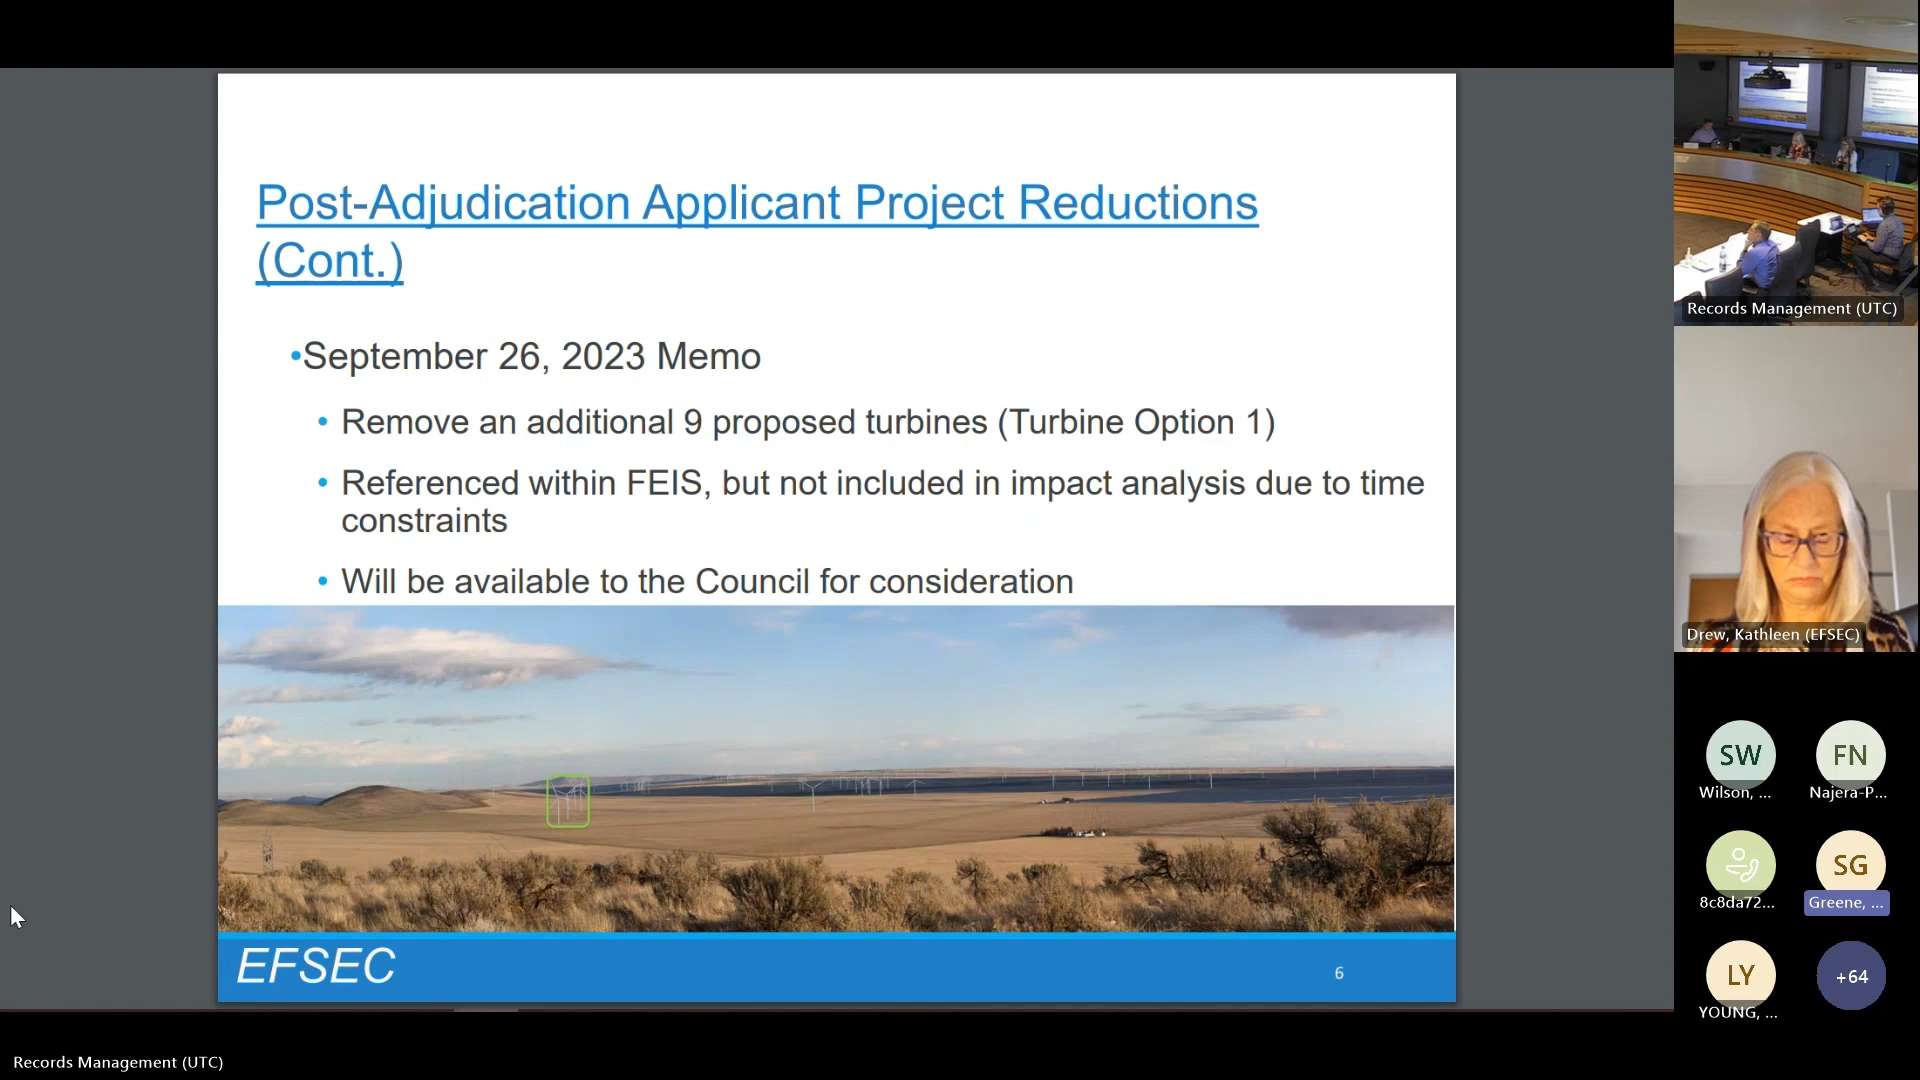 Post-Adjudication Applicant Project Reductions
(Cont.)
•September 26, 2023 Memo
• Remove an additional 9 proposed turbines (Turbine Option 1)
• Referenced within FEIS, but not included in impact analysis due to time
constraints
• Will be available to the Council for consideration
EFSEC
6
Records Management (UTC)
Drew, Kathleen (EFSEC)
SW
Wilson, ...
FN
Najera-P...
8c8da72...
SG
Greene, ...
LY
YOUNG, ...
+64
Records Management (UTC)